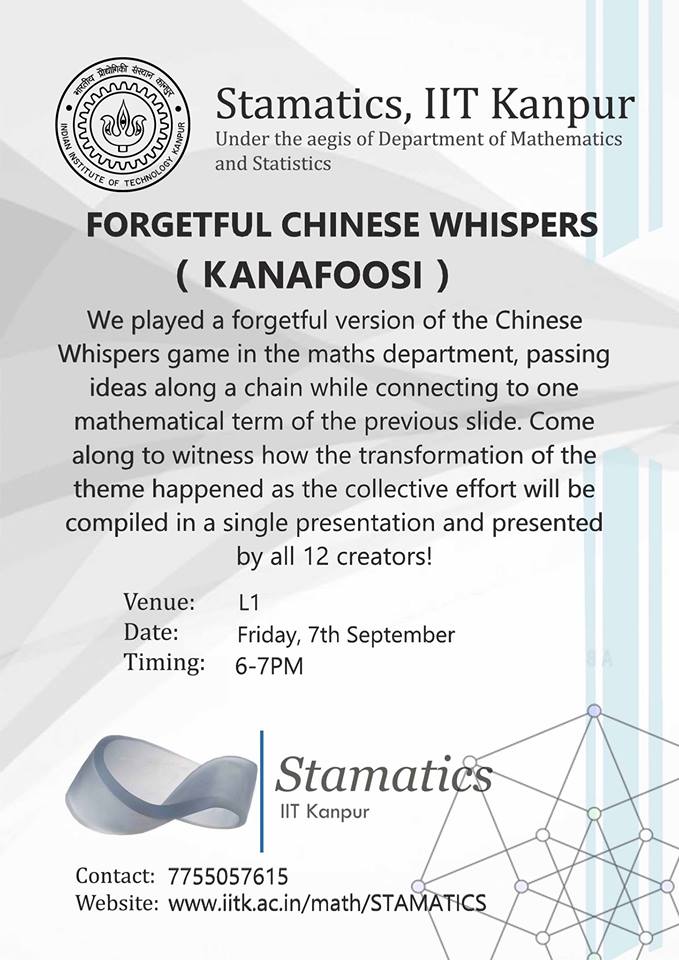 भारतीय प्रौद्योगिकी संस्थान कानपुर
INDIAN INSTITUTE OF TECHNOLOGY KANPUR
Stamatics, IIT Kanpur
Under the aegis of Department of Mathematics
and Statistics
FORGETFUL CHINESE WHISPERS
( KANAFOOSI )
We played a forgetful version of the Chinese
Whispers game in the maths department, passing
ideas along a chain while connecting to one
mathematical term of the previous slide. Come
along to witness how the transformation of the
theme happened as the collective effort will be
compiled in a single presentation and presented
by all 12 creators!
Venue: L1
Date: Friday, 7th September
Timing: 6-7PM
Stamatics
IIT Kanpur
Contact: 7755057615
Website: www.iitk.ac.in/math/STAMATICS